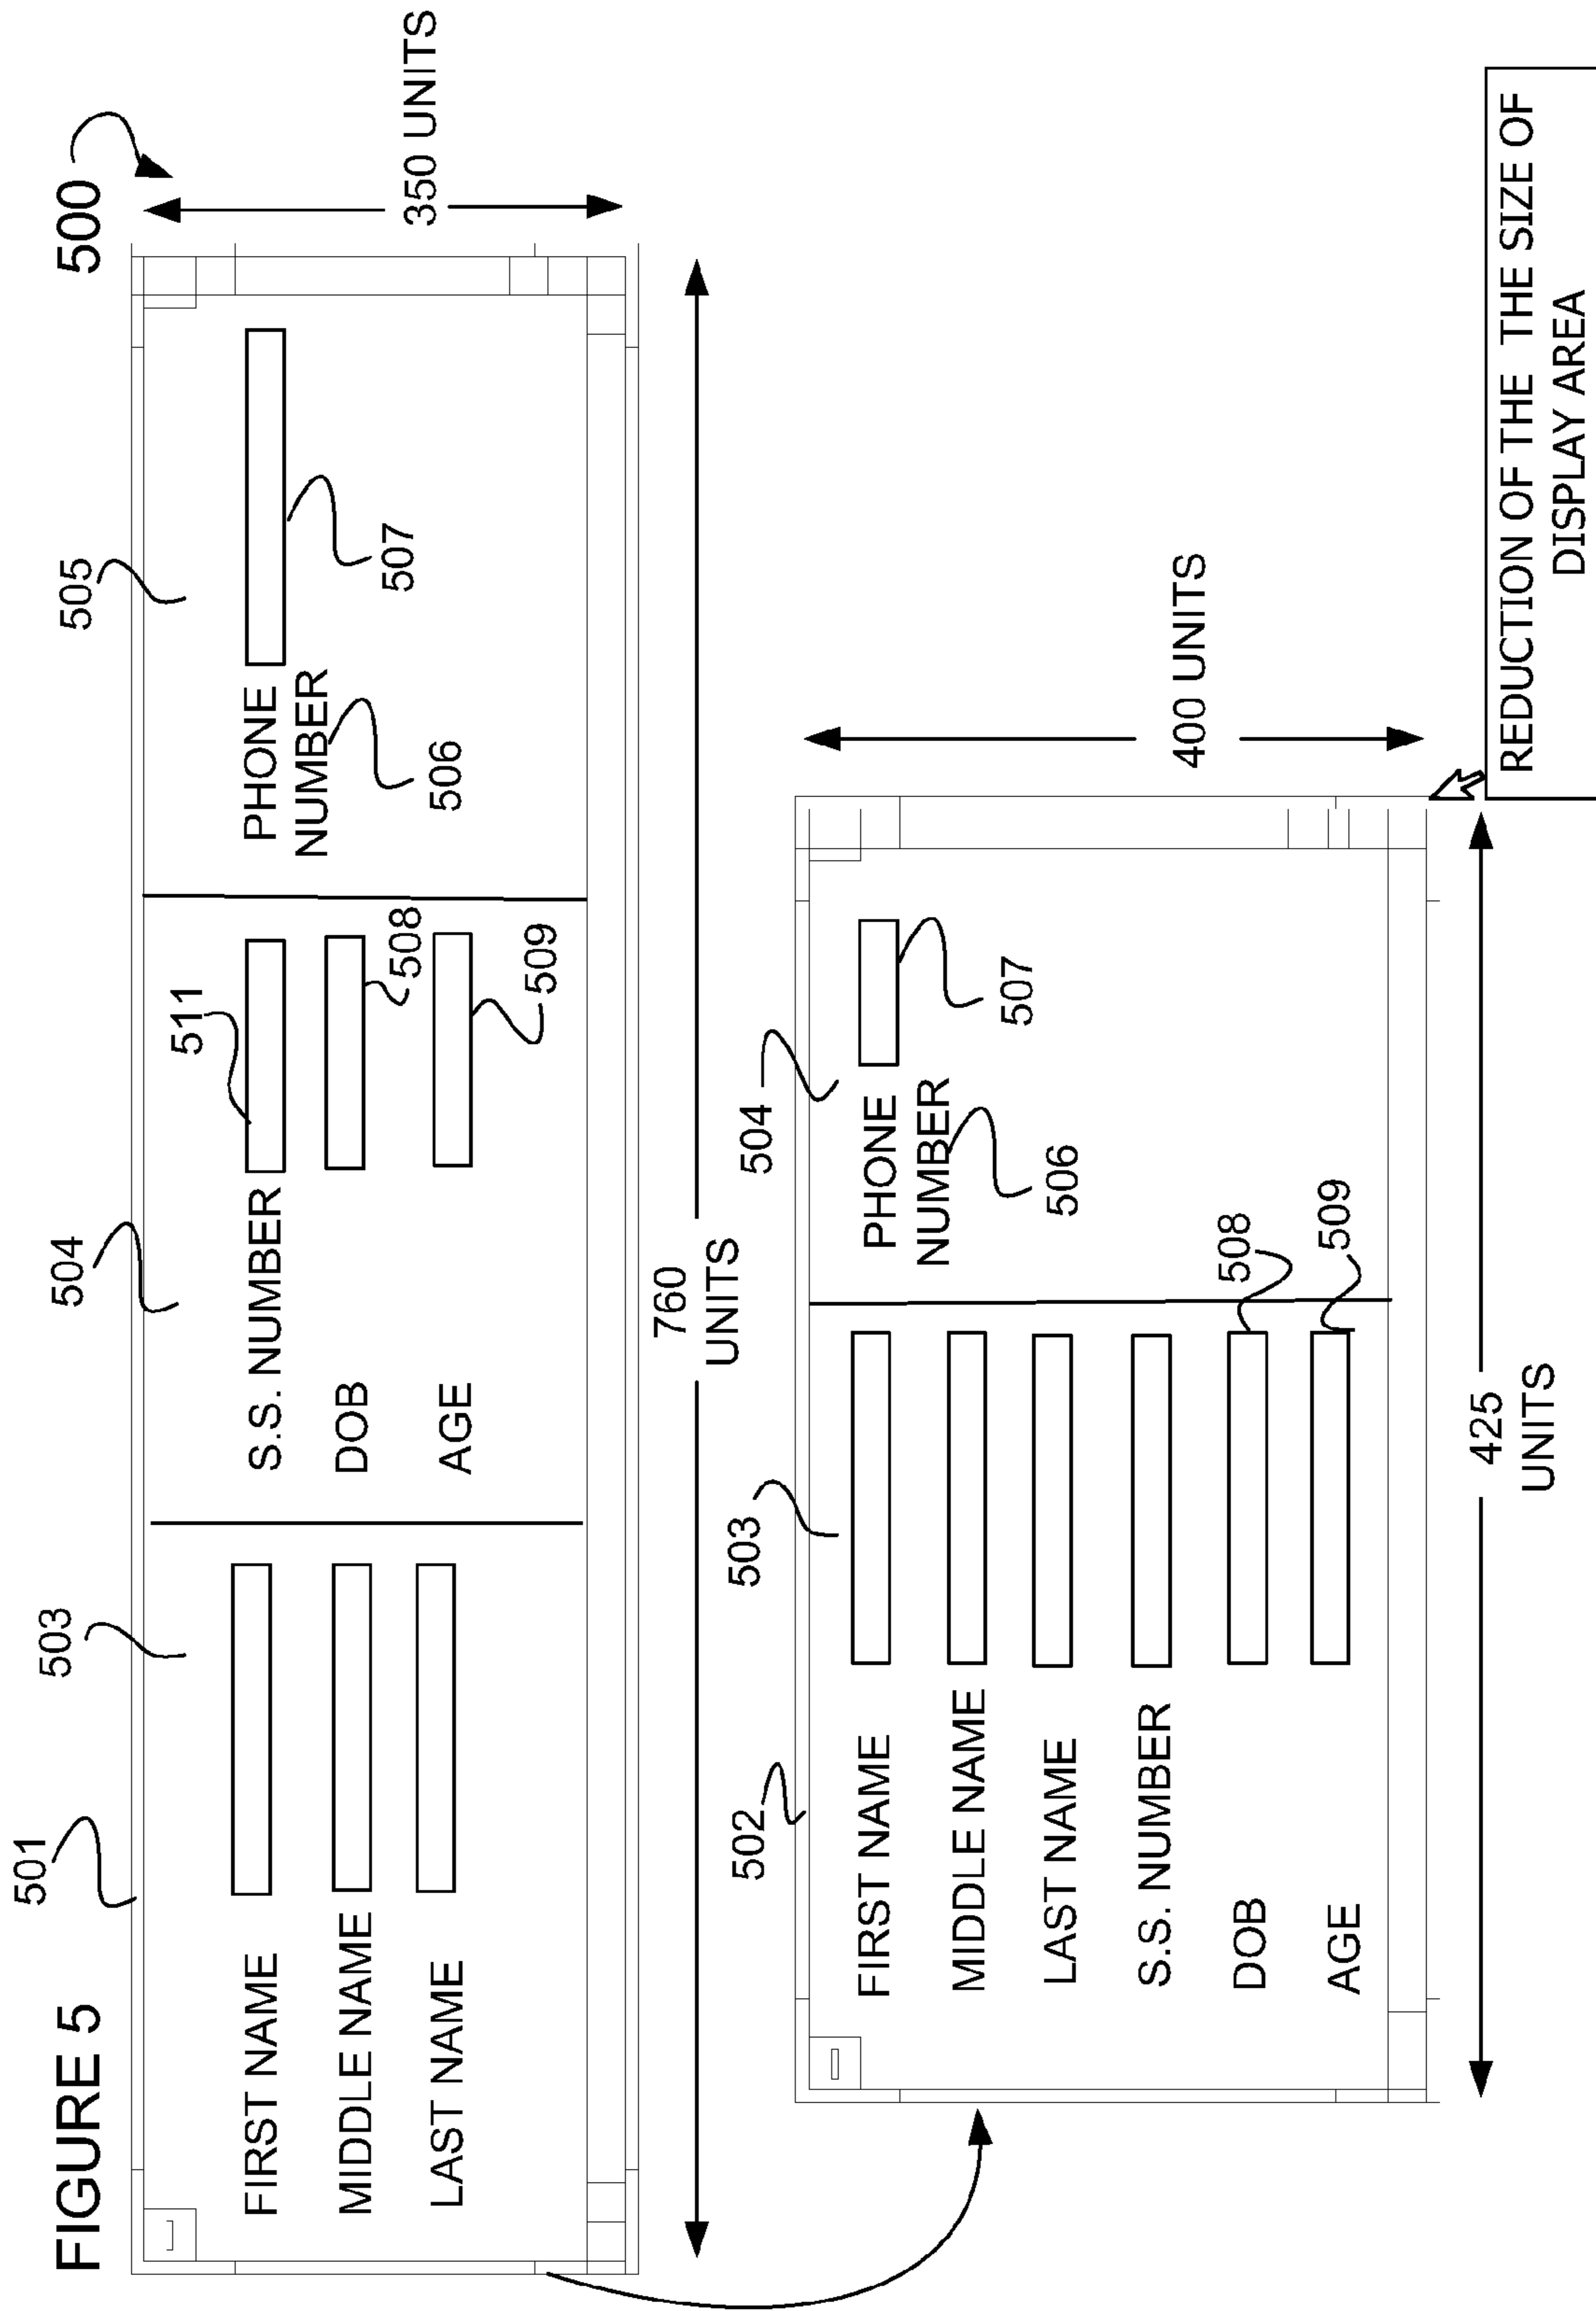 FIGURE 5
500
501
503
504
505
FIRST NAME
MIDDLE NAME
LAST NAME
S.S. NUMBER
DOB
AGE
511
508
509
PHONE
NUMBER
507
506
350 UNITS
760
UNITS
502
503
504
FIRST NAME
MIDDLE NAME
LAST NAME
S.S. NUMBER
DOB
AGE
508
509
PHONE
NUMBER
507
506
400 UNITS
425
UNITS
REDUCTION OF THE THE SIZE OF
DISPLAY AREA